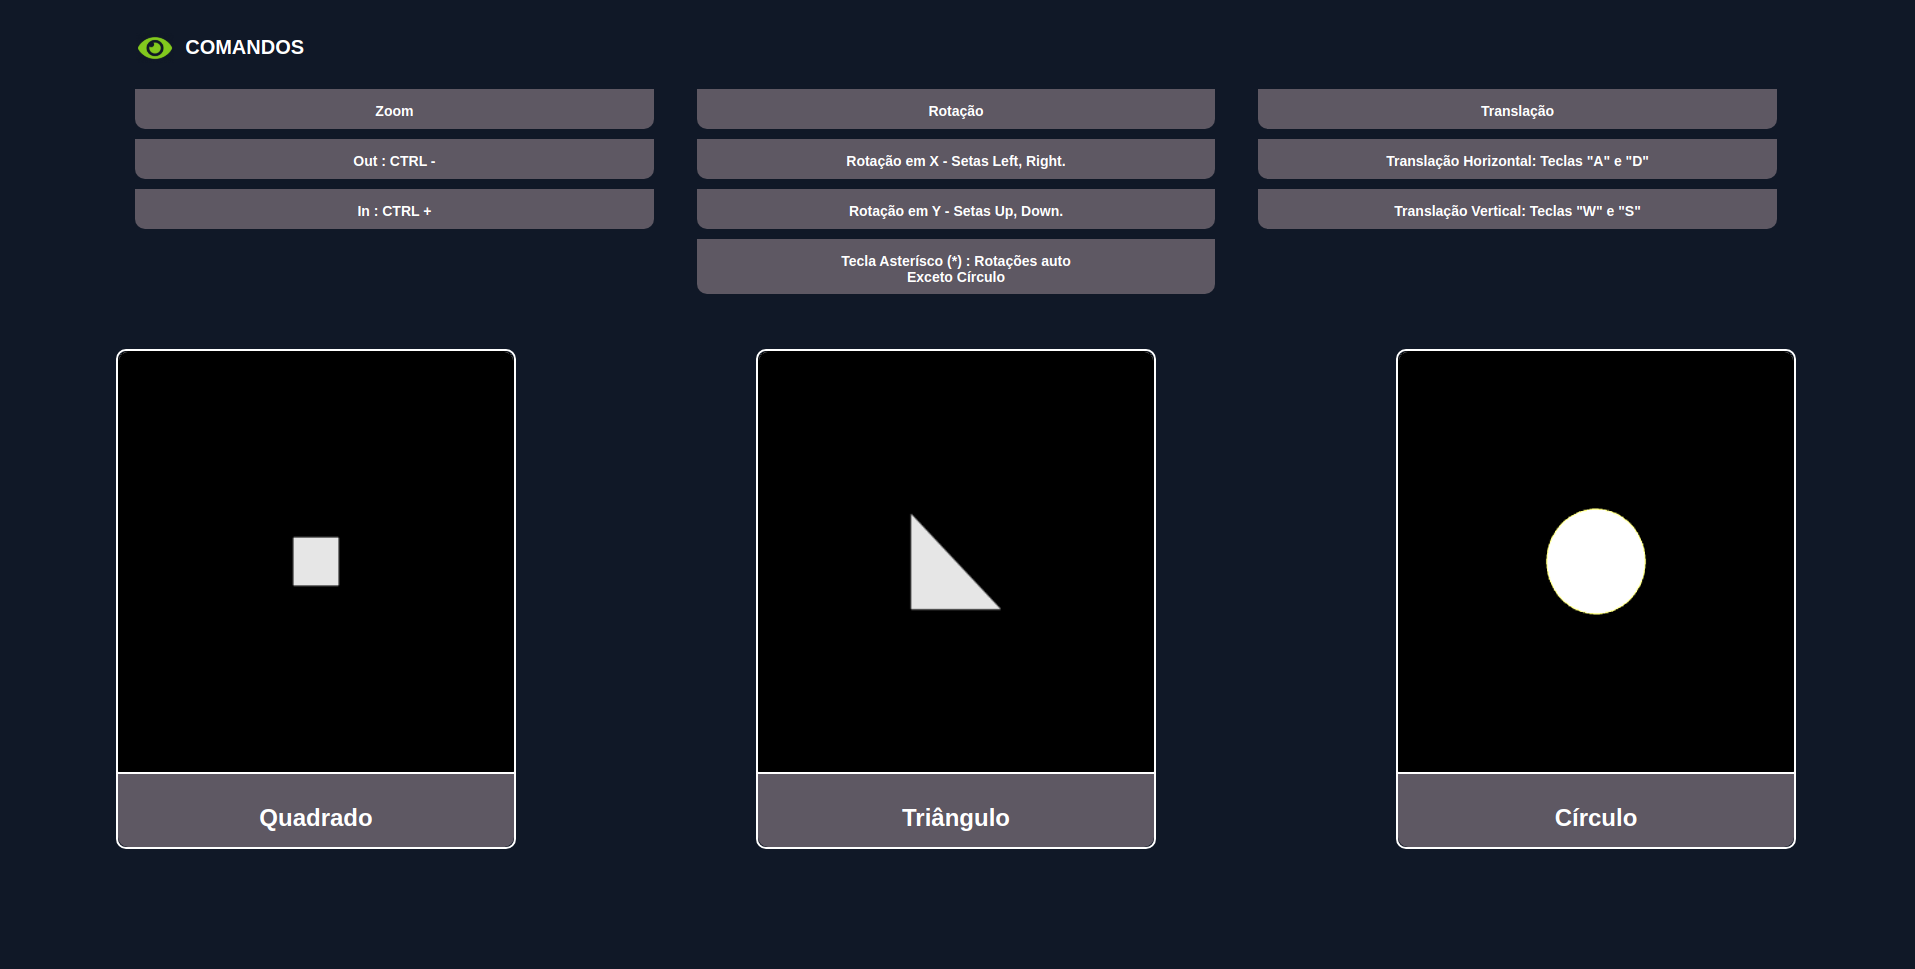 COMANDOS
Zoom
Out : CTRL -
In : CTRL +
Rotação
Rotação em X - Setas Left, Right.
Rotação em Y - Setas Up, Down.
Tecla Asterísco (*) : Rotações auto
Exceto Círculo
Translação
Translação Horizontal: Teclas "A" e "D"
Translação Vertical: Teclas "W" e "S"
Quadrado
Triângulo
Círculo